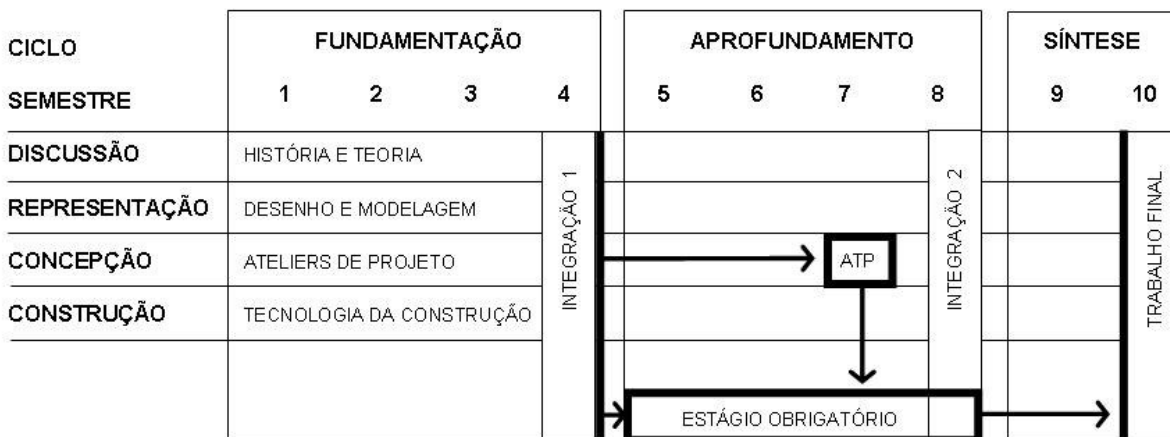 CICLO FUNDAMENTAÇÃO APROFUNDAMENTO SÍNTESE
SEMESTRE 1 2 3 4 5 6 7 8 9 10
DISCUSSÃO HISTÓRIA E TEORIA
REPRESENTAÇÃO DESENHO E MODELAGEM
CONCEPÇÃO ATELIERS DE PROJETO ATP
CONSTRUÇÃO TECNOLOGIA DA CONSTRUÇÃO
INTEGRAÇÃO 1
INTEGRAÇÃO 2
TRABALHO FINAL
ESTÁGIO OBRIGATÓRIO